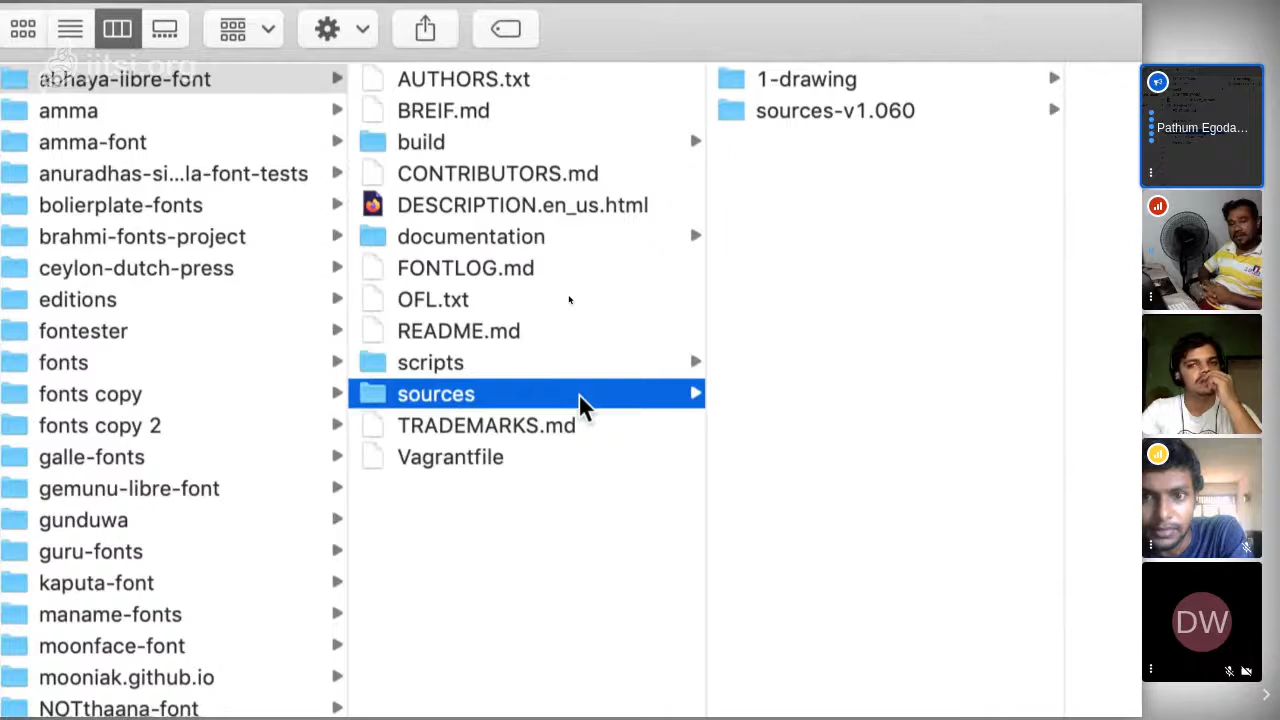 jitsi.org
abhaya-libre-font
amma
amma-font
anuradhas-si...la-font-tests
bolierplate-fonts
brahmi-fonts-project
ceylon-dutch-press
editions
fontester
fonts
fonts copy
fonts copy 2
galle-fonts
gemunu-libre-font
gunduwa
guru-fonts
kaputa-font
maname-fonts
moonface-font
mooniak.github.io
NOTthaana-font
AUTHORS.txt
BREIF.md
build
CONTRIBUTORS.md
DESCRIPTION.en_us.html
documentation
FONTLOG.md
OFL.txt
README.md
scripts
sources
TRADEMARKS.md
Vagrantfile
1-drawing
sources-v1.060
Pathum Egoda...
DW